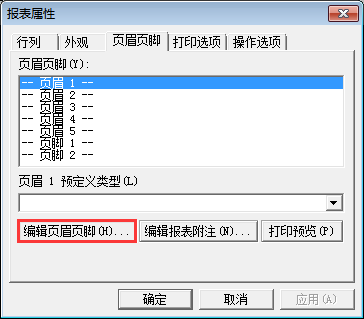 报表属性
行列 外观 页眉页脚 打印选项 操作选项
页眉页脚(Y):
-- 页眉 1 --
-- 页眉 2 --
-- 页眉 3 --
-- 页眉 4 --
-- 页眉 5 --
-- 页脚 1 --
-- 页脚 2 --
页眉 1 预定义类型(L)
编辑页眉页脚(H)... 编辑报表附注(N)... 打印预览(P)
确定 取消 应用(A)